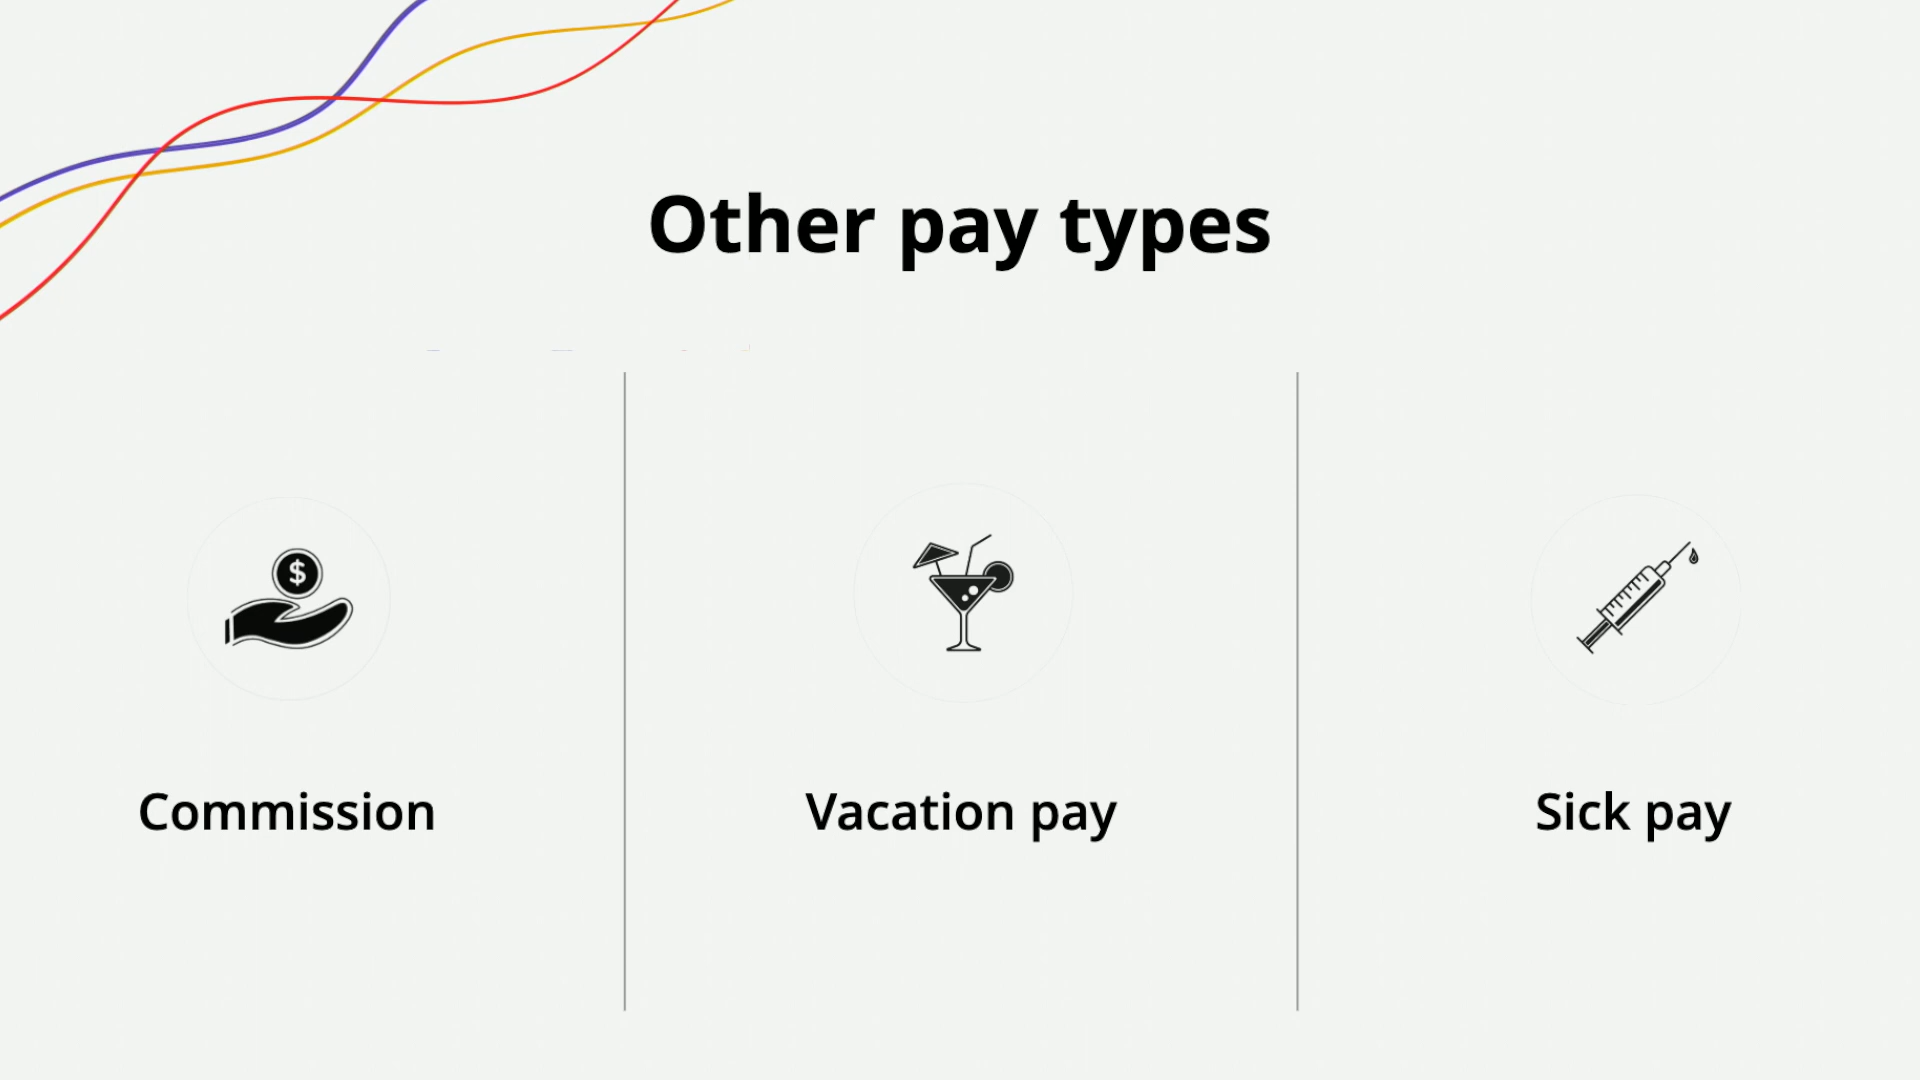 Other pay types
$
Commission
Vacation pay
Sick pay